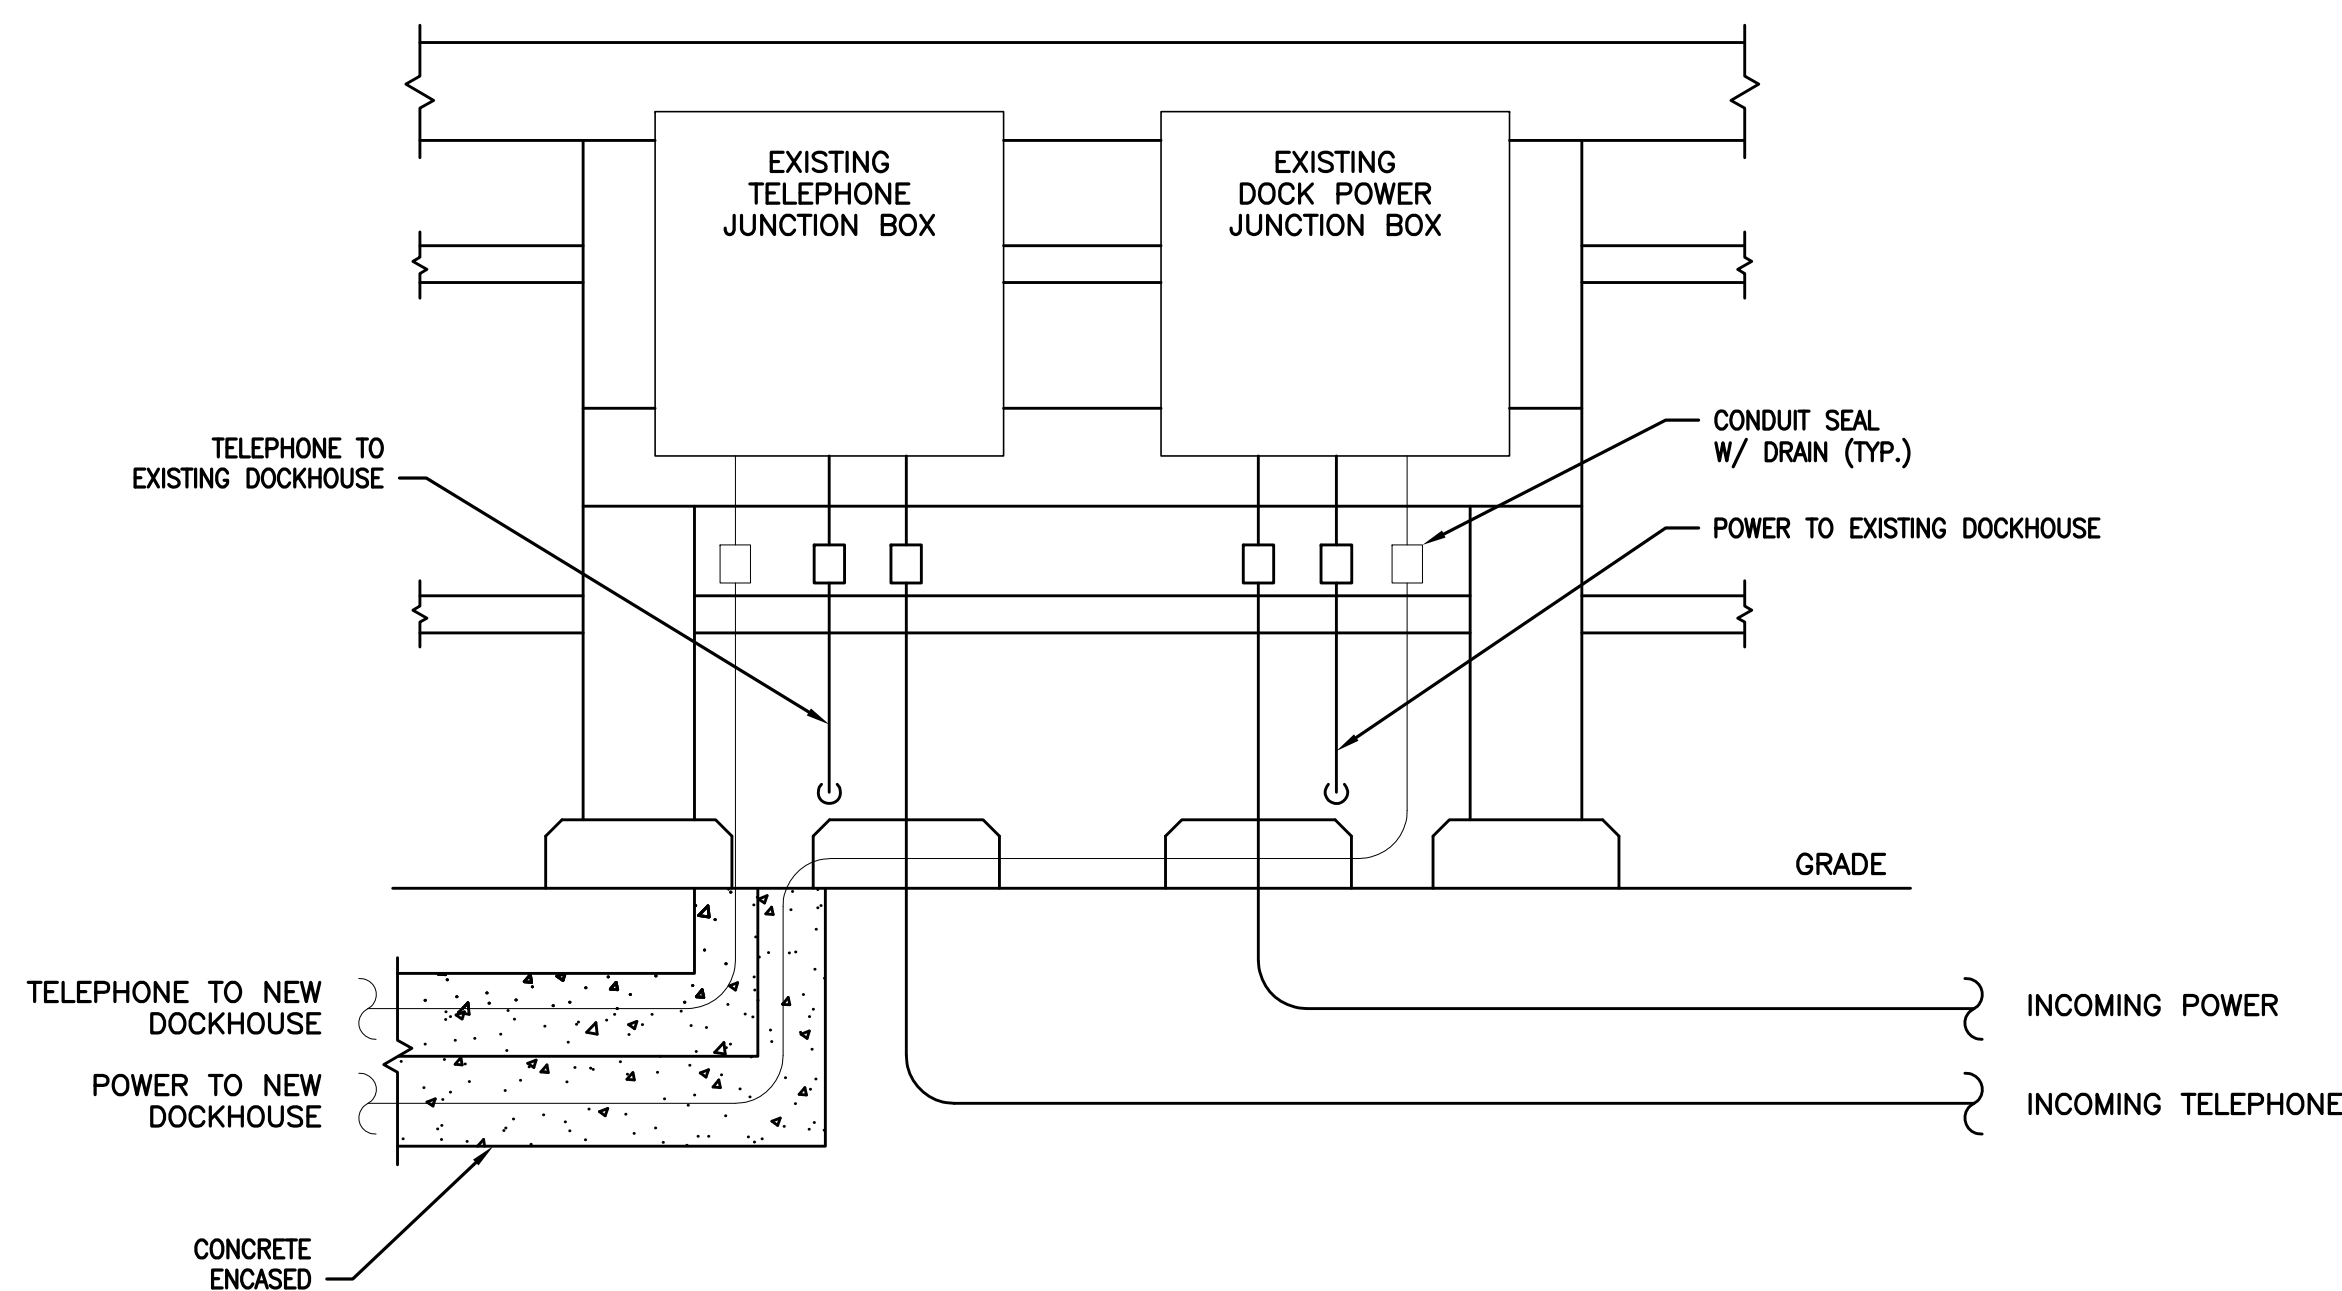 EXISTING
TELEPHONE
JUNCTION BOX
EXISTING
DOCK POWER
JUNCTION BOX
TELEPHONE TO
EXISTING DOCKHOUSE
CONDUIT SEAL
W/ DRAIN (TYP.)
POWER TO EXISTING DOCKHOUSE
GRADE
TELEPHONE TO NEW
DOCKHOUSE
POWER TO NEW
DOCKHOUSE
INCOMING POWER
INCOMING TELEPHONE
CONCRETE
ENCASED